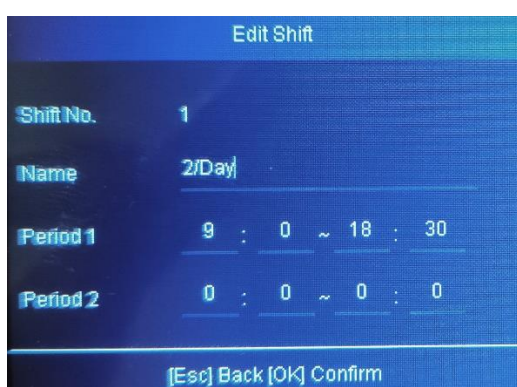 Edit Shift
Shift No. 1
Name 2/Day
Period 1 9 : 0 ~ 18 : 30
Period 2 0 : 0 ~ 0 : 0
[Esc] Back [OK] Confirm